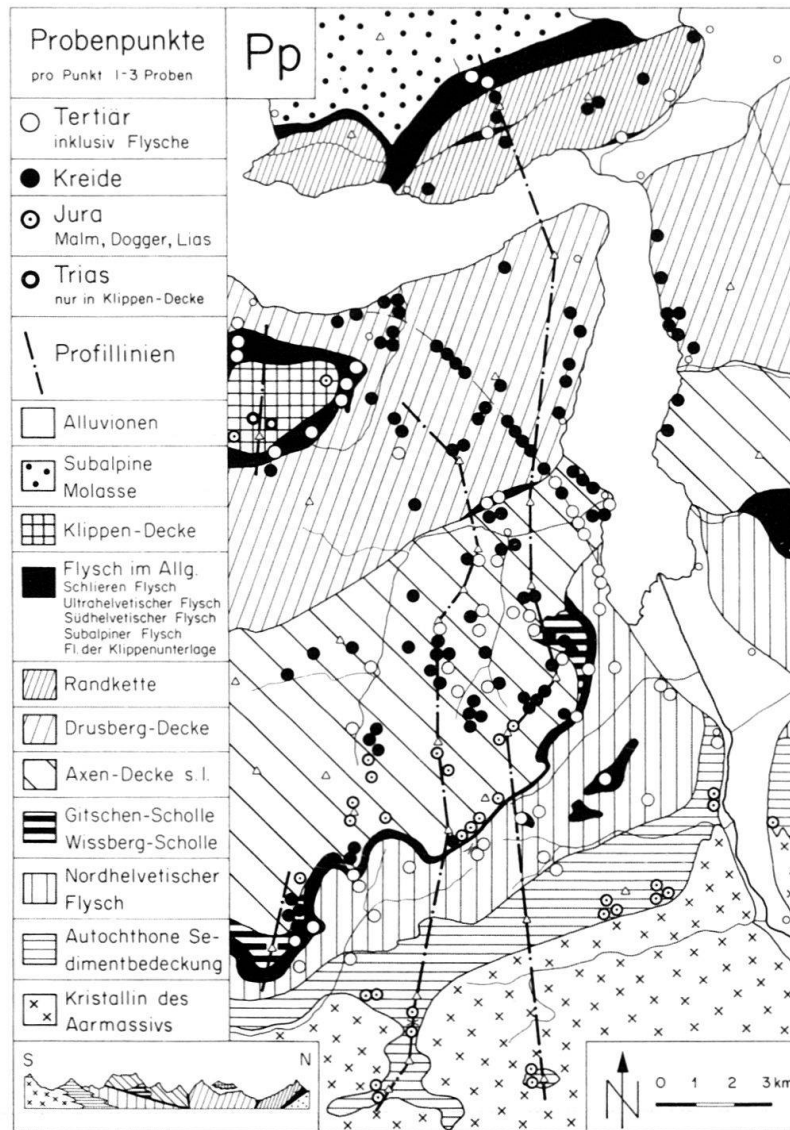 Probenpunkte
pro Punkt 1-3 Proben
Pp
Tertiär
inklusiv Flysche
Kreide
Jura
Malm, Dogger, Lias
Trias
nur in Klippen-Decke
Profillinien
Alluvionen
Subalpine
Molasse
Klippen-Decke
Flysch im Allg.
Schlieren Flysch
Ultrahelvetischer Flysch
Südhelvetischer Flysch
Subalpiner Flysch
Fl. der Klippenunterlage
Randkette
Drusberg-Decke
Axen-Decke s.l.
Gitschen-Scholle
Wissberg-Scholle
Nordhelvetischer
Flysch
Autochthone Se-
dimentbedeckung
Kristallin des
Aarmassivs
S N
N
0 1 2 3 km